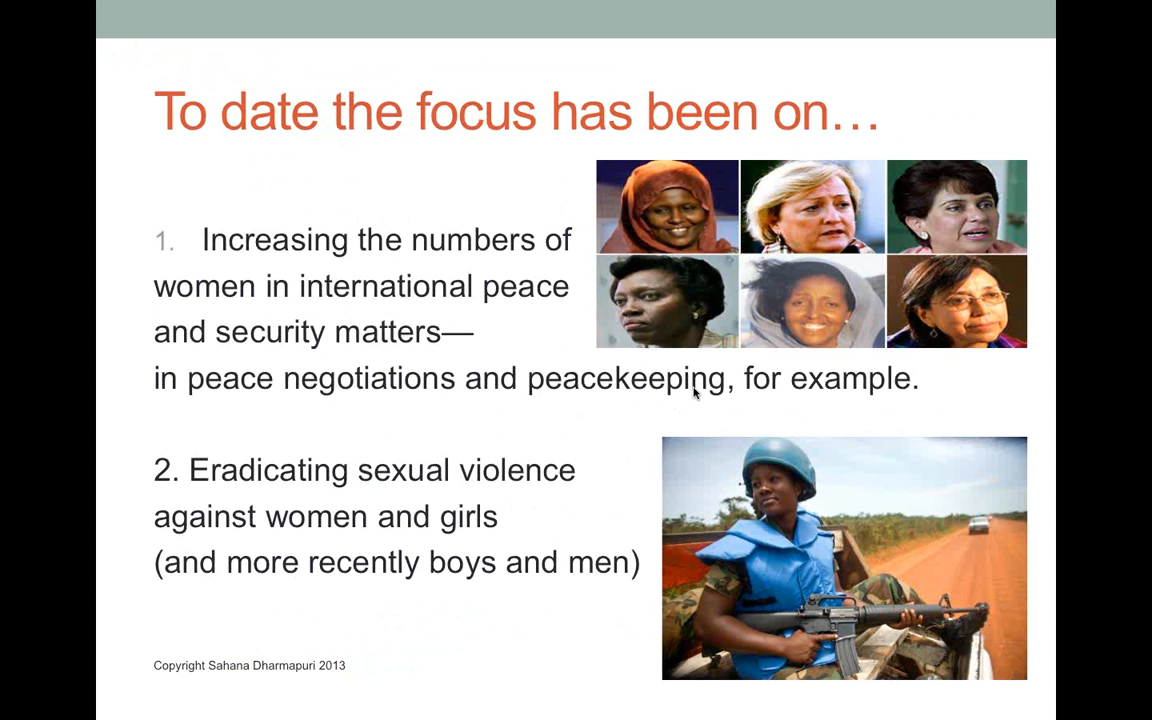 To date the focus has been on…
1. Increasing the numbers of
women in international peace
and security matters—
in peace negotiations and peacekeeping, for example.
2. Eradicating sexual violence
against women and girls
(and more recently boys and men)
Copyright Sahana Dharmapuri 2013